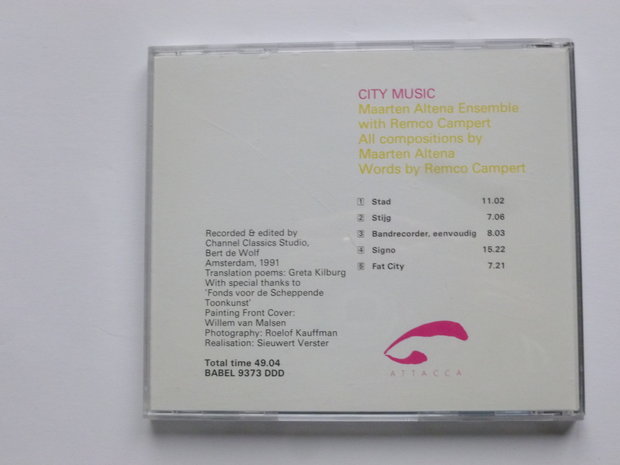 CITY MUSIC
Maarten Altena Ensemble
with Remco Campert
All compositions by
Maarten Altena
Words by Remco Campert
1 Stad 11.02
2 Stijg 7.06
3 Bandrecorder, eenvoudig 8.03
4 Signo 15.22
5 Fat City 7.21
Recorded & edited by
Channel Classics Studio,
Bert de Wolf
Amsterdam, 1991
Translation poems: Greta Kilburg
With special thanks to
'Fonds voor de Scheppende
Toonkunst'
Painting Front Cover:
Willem van Malsen
Photography: Roelof Kauffman
Realisation: Sieuwert Verster
Total time 49.04
BABEL 9373 DDD
ATTACCA